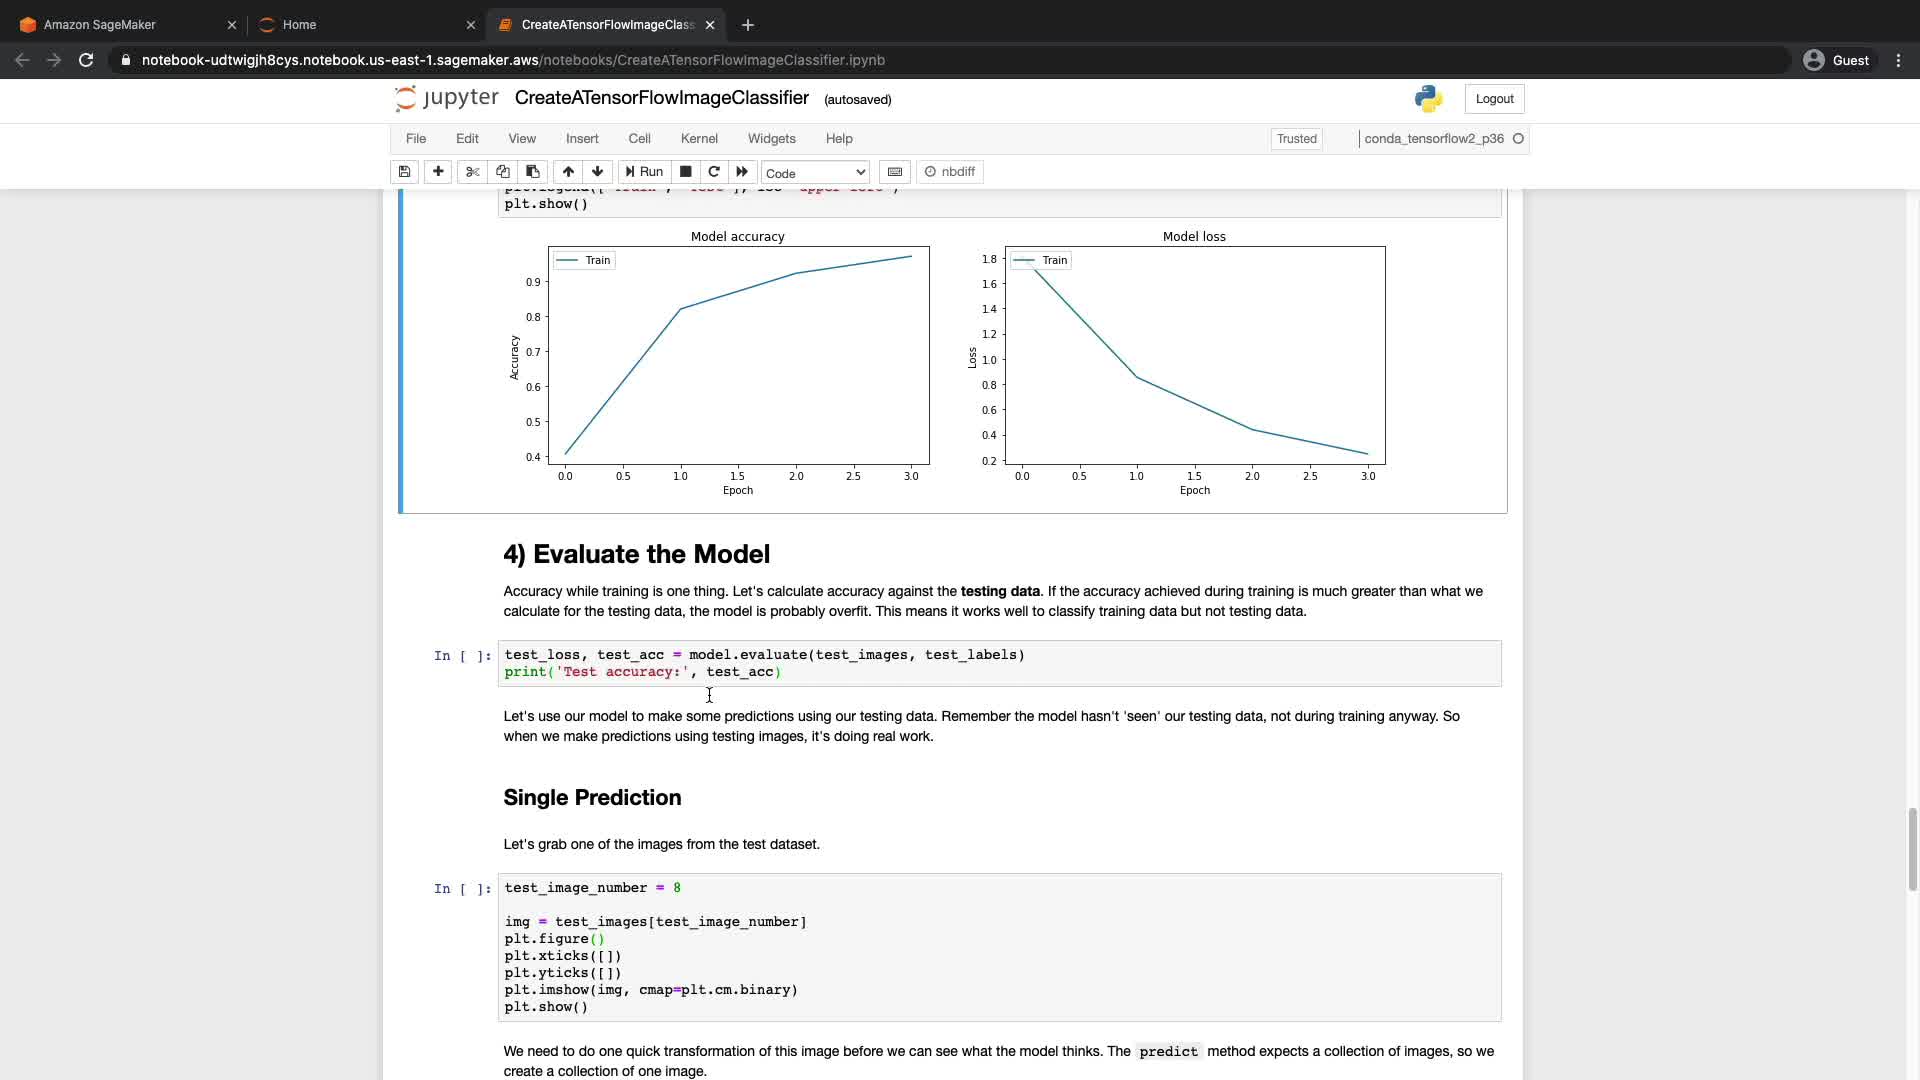 Amazon SageMaker
Home
CreateATensorFlowImageClass
notebook-udtwigjh8cys.notebook.us-east-1.sagemaker.aws/notebooks/CreateATensorFlowImageClassifier.ipynb
Guest
jupyter CreateATensorFlowImageClassifier (autosaved)
Logout
File Edit View Insert Cell Kernel Widgets Help
Trusted
conda_tensorflow2_p36
Run
Code
nbdiff
plt.show()
Model accuracy
Train
0.9
0.8
0.7
0.6
0.5
0.4
Accuracy
0.0 0.5 1.0 1.5 2.0 2.5 3.0
Epoch
Model loss
Train
1.8
1.6
1.4
1.2
1.0
0.8
0.6
0.4
0.2
Loss
0.0 0.5 1.0 1.5 2.0 2.5 3.0
Epoch
4) Evaluate the Model
Accuracy while training is one thing. Let's calculate accuracy against the testing data. If the accuracy achieved during training is much greater than what we
calculate for the testing data, the model is probably overfit. This means it works well to classify training data but not testing data.
In [ ]: test_loss, test_acc = model.evaluate(test_images, test_labels)
print('Test accuracy:', test_acc)
Let's use our model to make some predictions using our testing data. Remember the model hasn't 'seen' our testing data, not during training anyway. So
when we make predictions using testing images, it's doing real work.
Single Prediction
Let's grab one of the images from the test dataset.
In [ ]: test_image_number = 8
img = test_images[test_image_number]
plt.figure()
plt.xticks([])
plt.yticks([])
plt.imshow(img, cmap=plt.cm.binary)
plt.show()
We need to do one quick transformation of this image before we can see what the model thinks. The predict method expects a collection of images, so we
create a collection of one image.